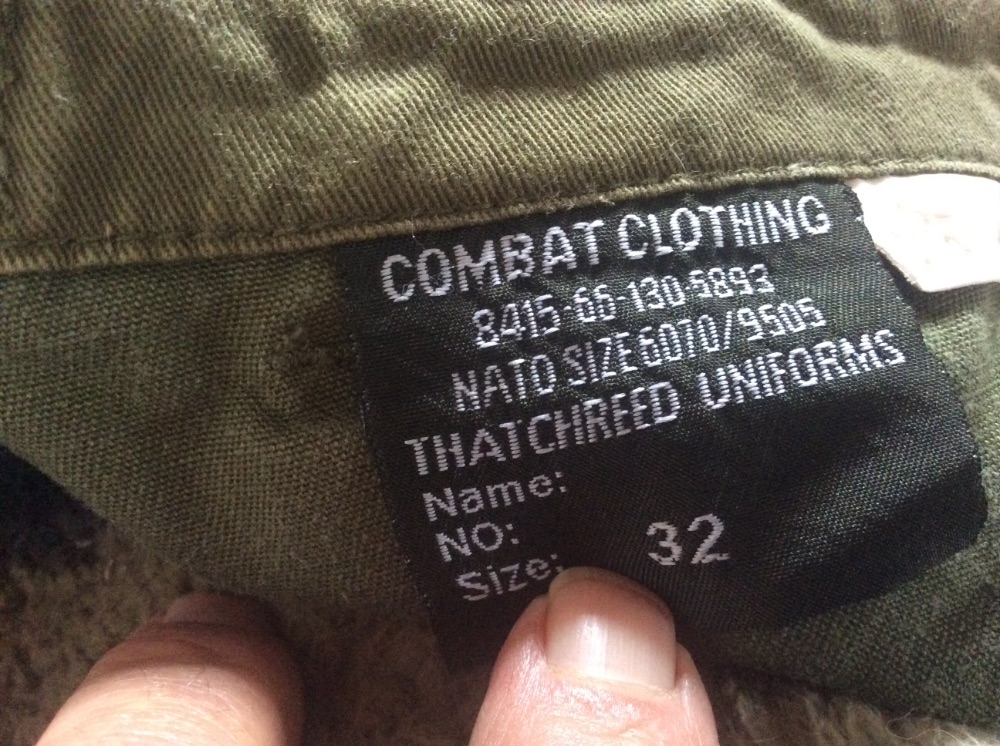 COMBAT CLOTHING
8415-66-130-5893
NATO SIZE 6070/9505
THATCHREED UNIFORMS
Name:
NO:
Size: 32